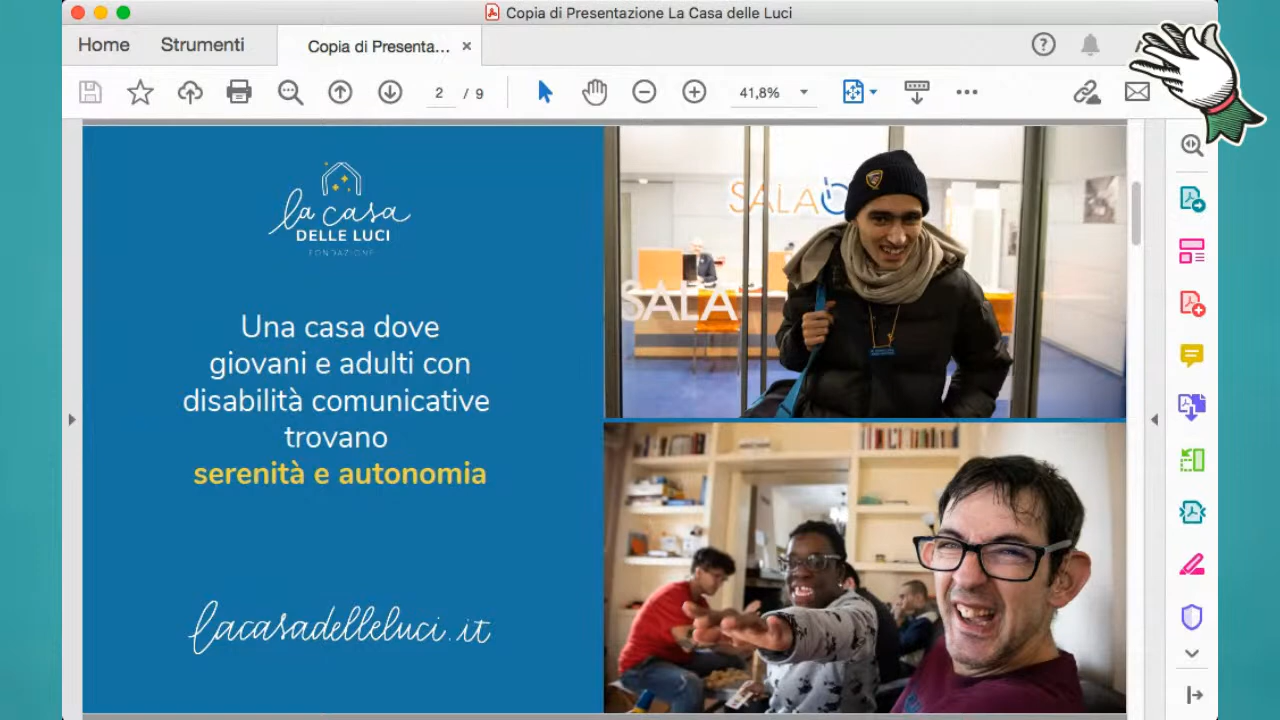 Copia di Presentazione La Casa delle Luci
Home
Strumenti
Copia di Presenta...
2 / 9
41,8%
la casa
DELLE LUCI
FONDAZIONE
Una casa dove
giovani e adulti con
disabilità comunicative
trovano
serenità e autonomia
lacasadelleluci.it
SALA
SALA